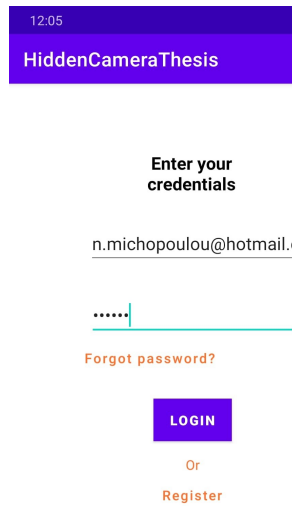 12:05
HiddenCameraThesis
Enter your
credentials
n.michopoulou@hotmail.
••••••
Forgot password?
LOGIN
Or
Register